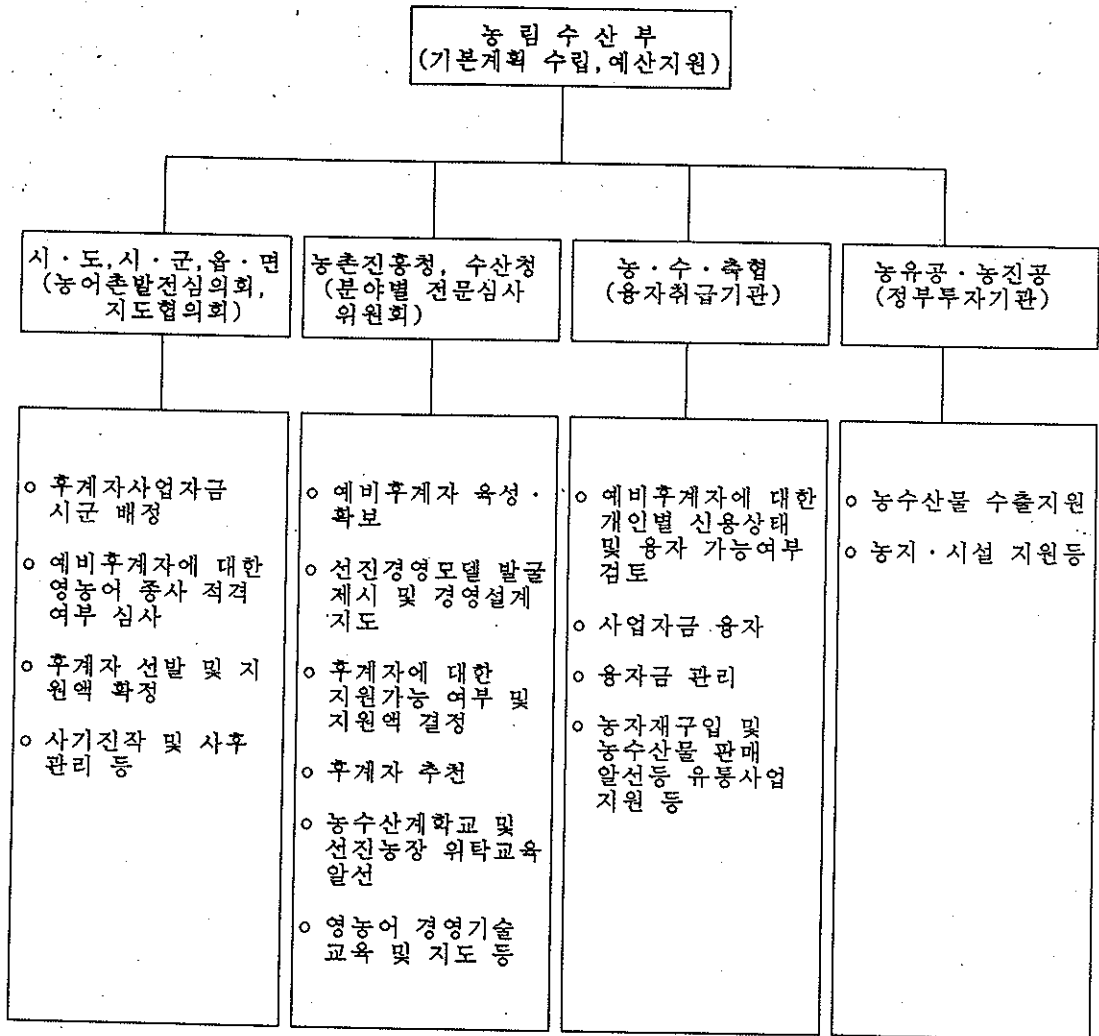 농 림 수 산 부
(기본계획 수립,예산지원)
시·도,시·군,읍·면
(농어촌발전심의회,
지도협의회)
농촌진흥청, 수산청
(분야별 전문심사
위원회)
농·수·축협
(융자취급기관)
농유공·농진공
(정부투자기관)
o 후계자사업자금
시군 배정
o 예비후계자에 대한
영농어 종사 적격
여부 심사
o 후계자 선발 및 지
원액 확정
o 사기진작 및 사후
관리 등
o 예비후계자 육성·
확보
o 선진경영모델 발굴
제시 및 경영설계
지도
o 후계자에 대한
지원가능 여부 및
지원액 결정
o 후계자 추천
o 농수산계학교 및
선진농장 위탁교육
알선
o 영농어 경영기술
교육 및 지도 등
o 예비후계자에 대한
개인별 신용상태
및 융자 가능여부
검토
o 사업자금 융자
o 융자금 관리
o 농자재구입 및
농수산물 판매
알선등 유통사업
지원 등
o 농수산물 수출지원
o 농지·시설 지원등